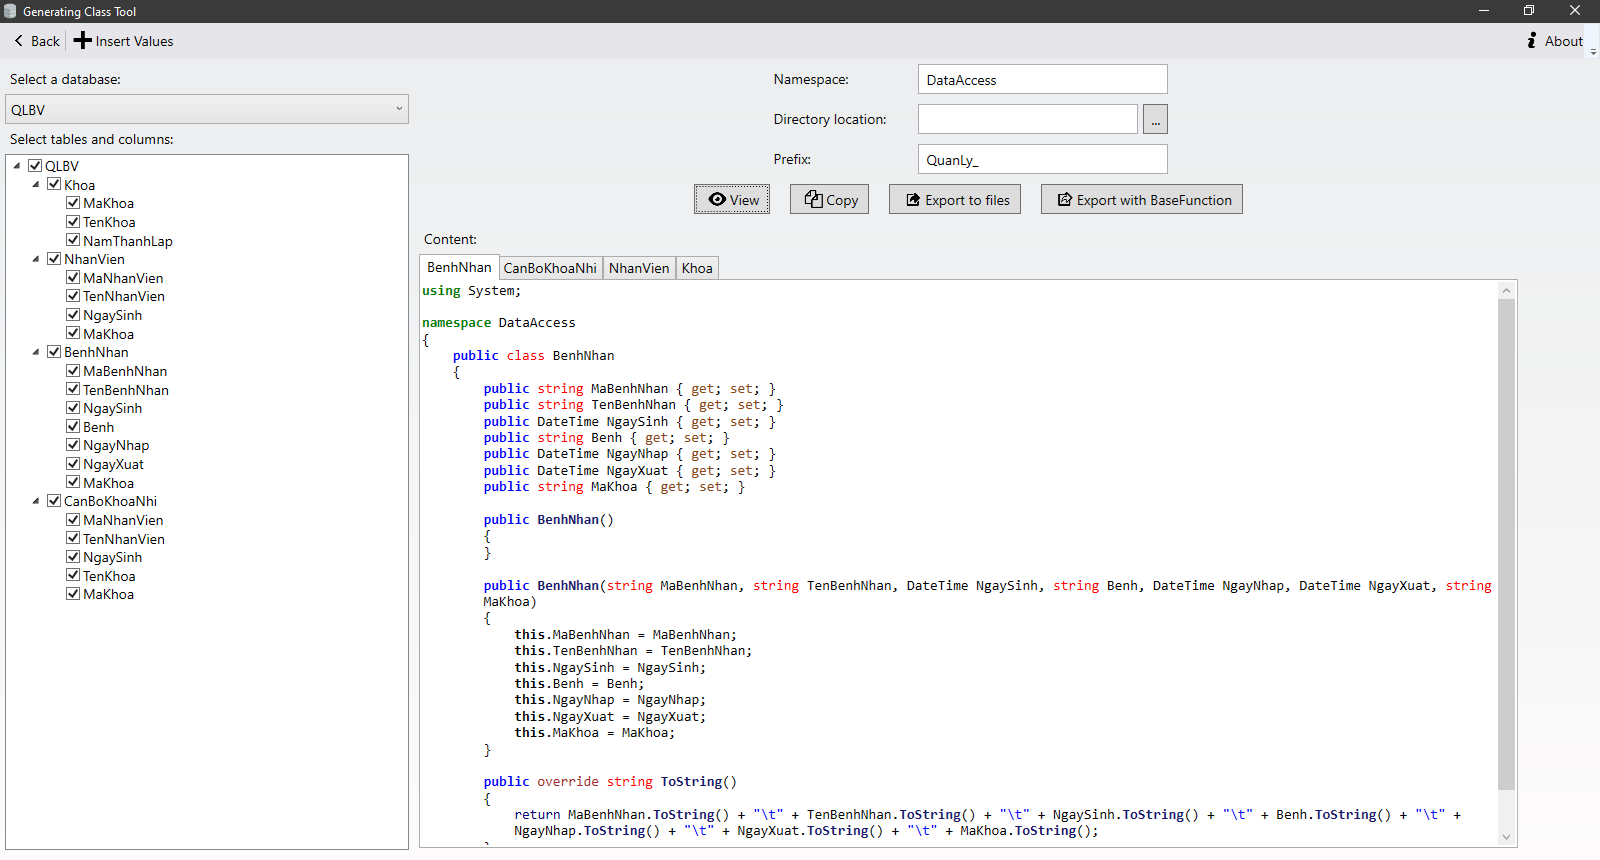 Generating Class Tool
Back
Insert Values
About
Select a database:
QLBV
Select tables and columns:
QLBV
Khoa
MaKhoa
TenKhoa
NamThanhLap
NhanVien
MaNhanVien
TenNhanVien
NgaySinh
MaKhoa
BenhNhan
MaBenhNhan
TenBenhNhan
NgaySinh
Benh
NgayNhap
NgayXuat
MaKhoa
CanBoKhoaNhi
MaNhanVien
TenNhanVien
NgaySinh
TenKhoa
MaKhoa
Namespace:
DataAccess
Directory location:
...
Prefix:
QuanLy_
View
Copy
Export to files
Export with BaseFunction
Content:
BenhNhan
CanBoKhoaNhi
NhanVien
Khoa
using System;
namespace DataAccess
{
public class BenhNhan
{
public string MaBenhNhan { get; set; }
public string TenBenhNhan { get; set; }
public DateTime NgaySinh { get; set; }
public string Benh { get; set; }
public DateTime NgayNhap { get; set; }
public DateTime NgayXuat { get; set; }
public string MaKhoa { get; set; }
public BenhNhan()
{
}
public BenhNhan(string MaBenhNhan, string TenBenhNhan, DateTime NgaySinh, string Benh, DateTime NgayNhap, DateTime NgayXuat, string
MaKhoa)
{
this.MaBenhNhan = MaBenhNhan;
this.TenBenhNhan = TenBenhNhan;
this.NgaySinh = NgaySinh;
this.Benh = Benh;
this.NgayNhap = NgayNhap;
this.NgayXuat = NgayXuat;
this.MaKhoa = MaKhoa;
}
public override string ToString()
{
return MaBenhNhan.ToString() + "\t" + TenBenhNhan.ToString() + "\t" + NgaySinh.ToString() + "\t" + Benh.ToString() + "\t" +
NgayNhap.ToString() + "\t" + NgayXuat.ToString() + "\t" + MaKhoa.ToString();